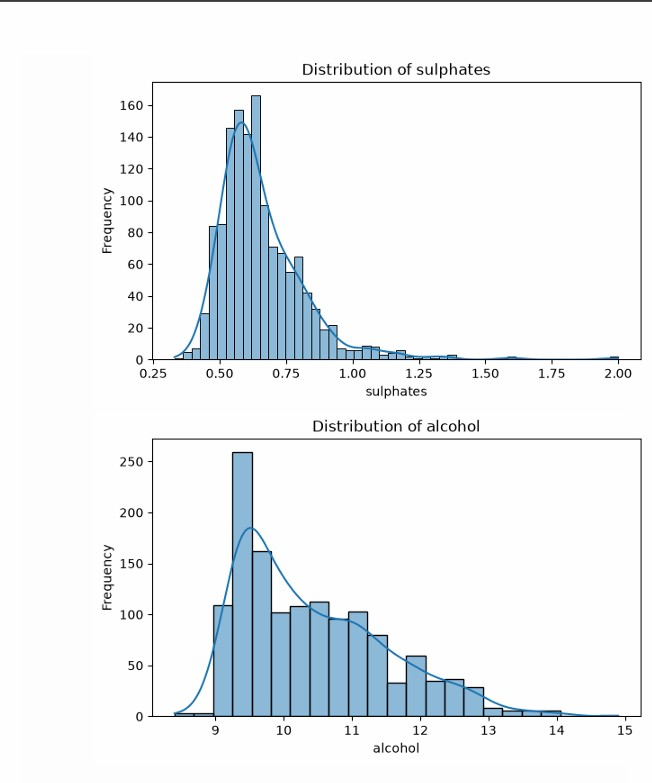 Distribution of sulphates
160
140
120
100
80
60
40
20
0
Frequency
0.25 0.50 0.75 1.00 1.25 1.50 1.75 2.00
sulphates
Distribution of alcohol
250
200
150
100
50
0
Frequency
9 10 11 12 13 14 15
alcohol